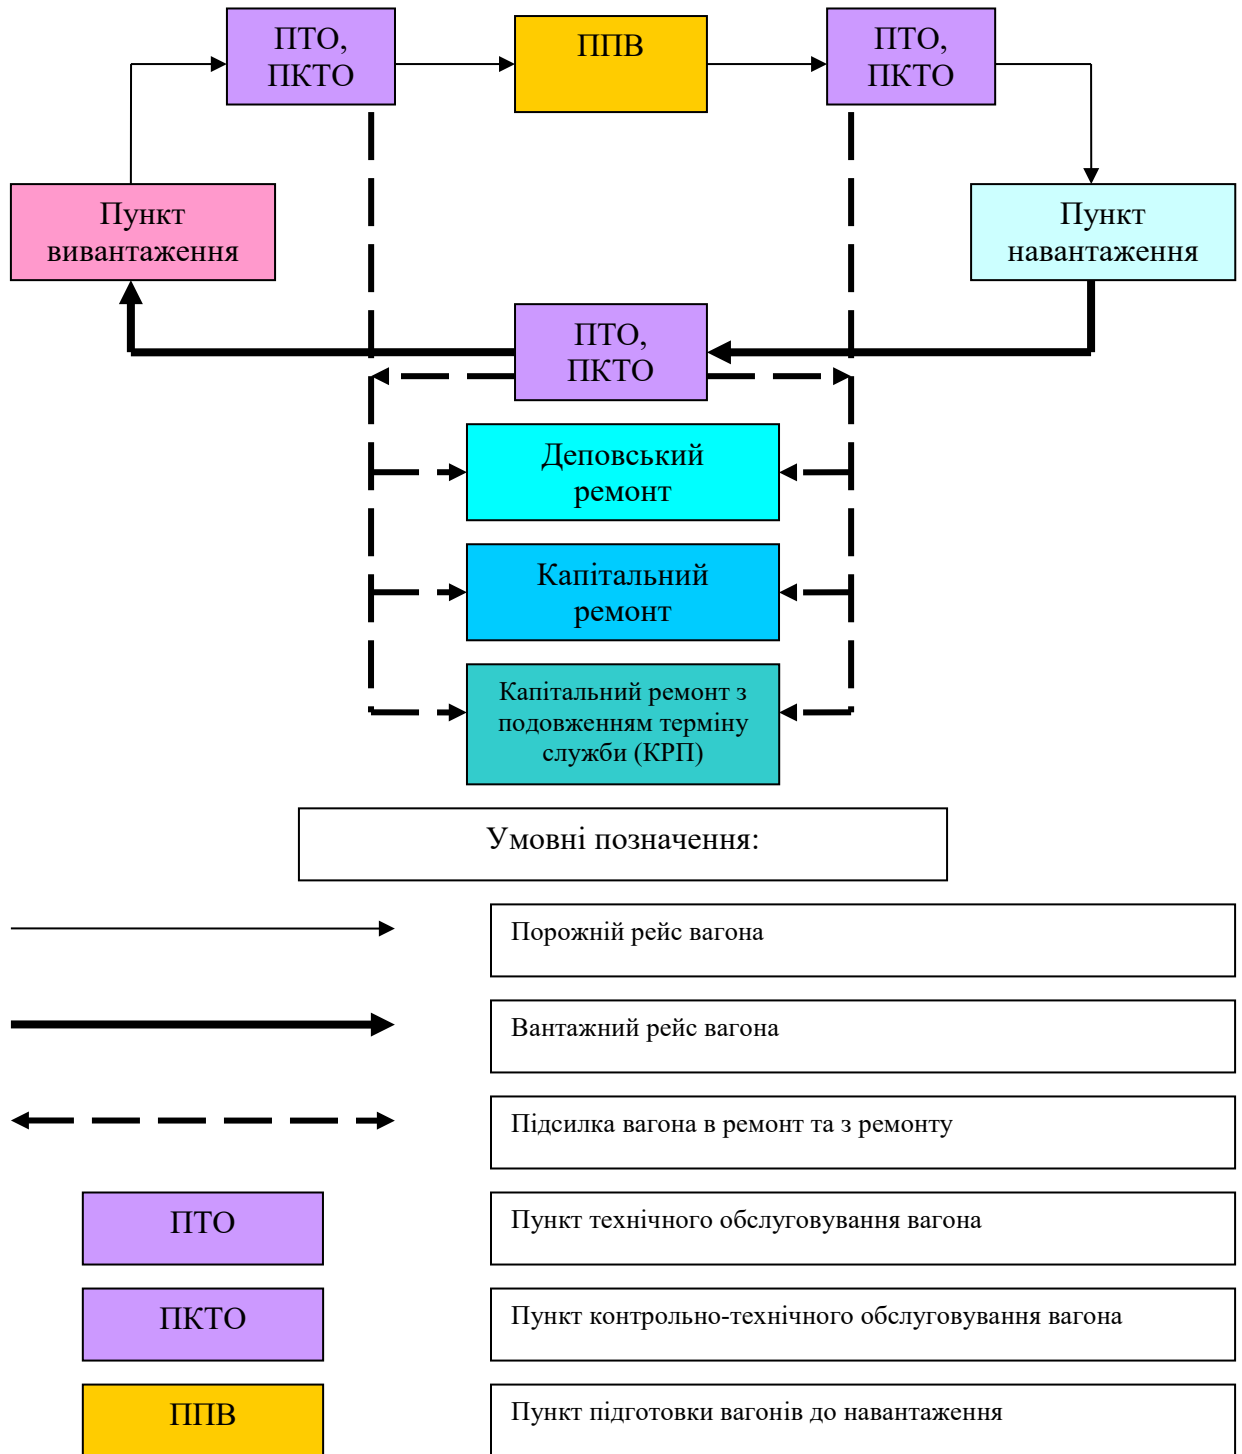 ПТО,
ПКТО
ППВ
ПТО,
ПКТО
Пункт
вивантаження
Пункт
навантаження
ПТО,
ПКТО
Деповський
ремонт
Капітальний
ремонт
Капітальний ремонт з
подовженням терміну
служби (КРП)
Умовні позначення:
Порожній рейс вагона
Вантажний рейс вагона
Підсилка вагона в ремонт та з ремонту
ПТО
Пункт технічного обслуговування вагона
ПКТО
Пункт контрольно-технічного обслуговування вагона
ППВ
Пункт підготовки вагонів до навантаження